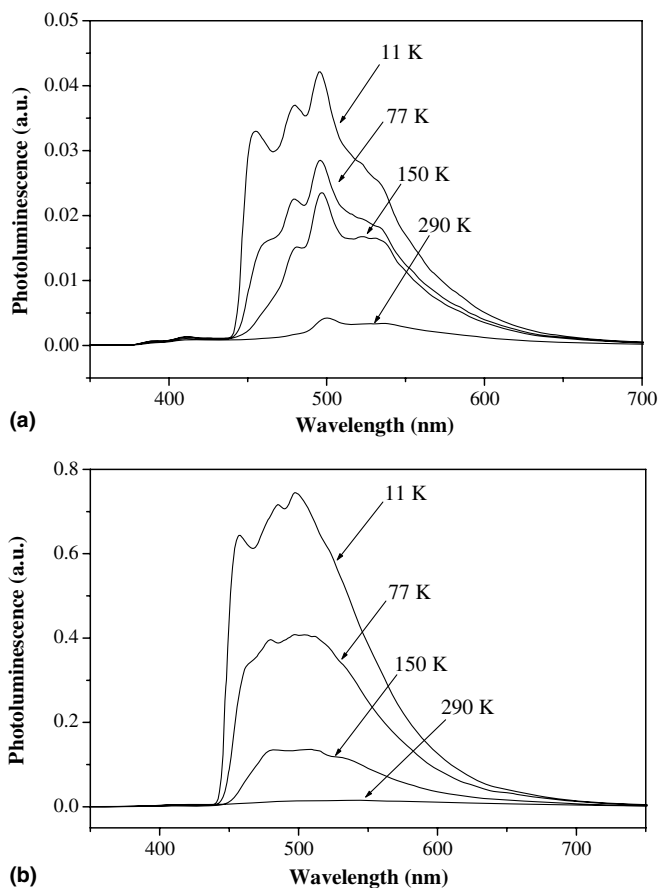 0.05
0.04
0.03
0.02
0.01
0.00
Photoluminescence (a.u.)
11 K
77 K
150 K
290 K
400 500 600 700
Wavelength (nm)
(a)
0.8
0.6
0.4
0.2
0.0
Photoluminescence (a.u.)
11 K
77 K
150 K
290 K
400 500 600 700
Wavelength (nm)
(b)